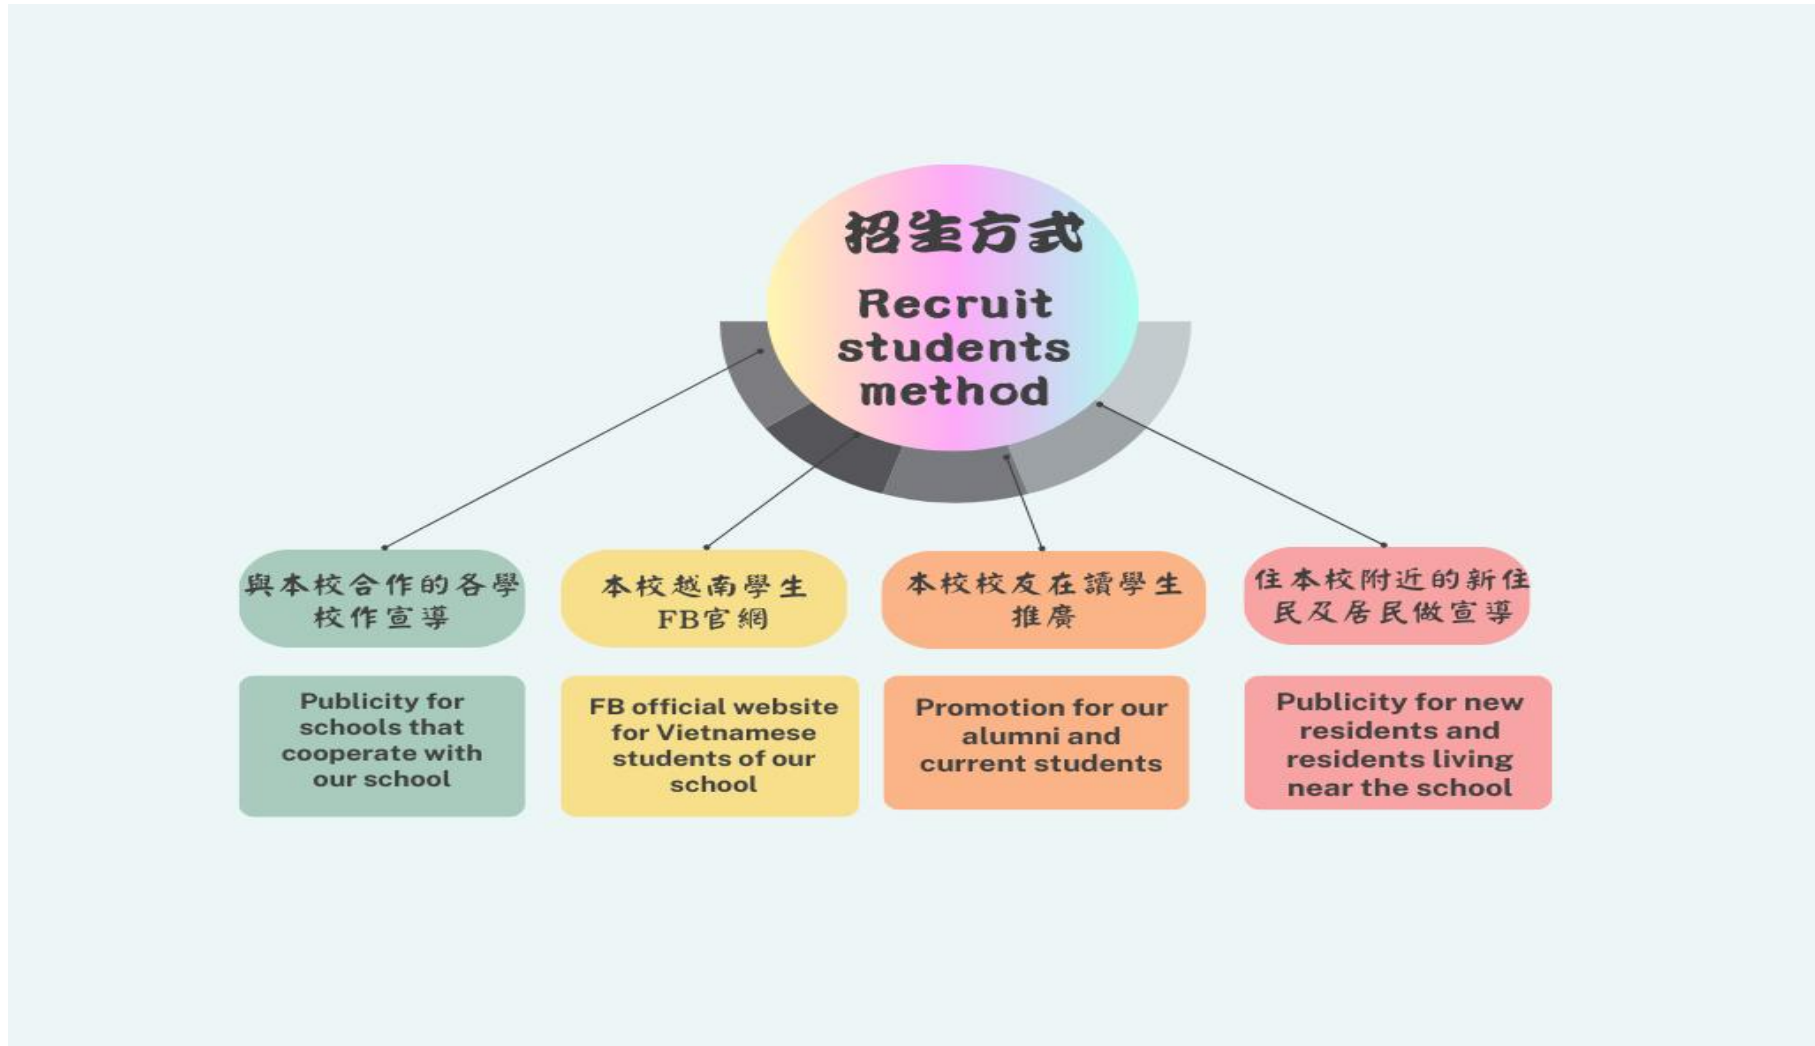 招生方式
Recruit
students
method
與本校合作的各學
校作宣導
本校越南學生
FB官網
本校校友在讀學生
推廣
住本校附近的新住
民及居民做宣導
Publicity for
schools that
cooperate with
our school
FB official website
for Vietnamese
students of our
school
Promotion for our
alumni and
current students
Publicity for new
residents and
residents living
near the school